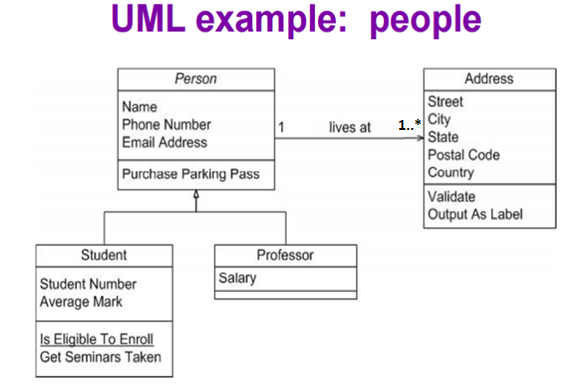 UML example: people
Person
Name
Phone Number
Email Address
Purchase Parking Pass
1
lives at
1..*
Address
Street
City
State
Postal Code
Country
Validate
Output As Label
Student
Student Number
Average Mark
Is Eligible To Enroll
Get Seminars Taken
Professor
Salary